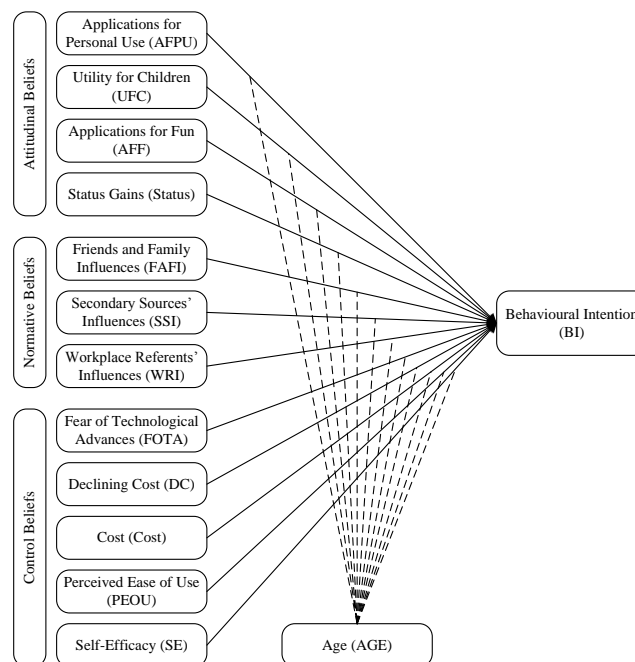 Attitudinal Beliefs
Applications for
Personal Use (AFPU)
Utility for Children
(UFC)
Applications for Fun
(AFF)
Status Gains (Status)
Normative Beliefs
Friends and Family
Influences (FAFI)
Secondary Sources’
Influences (SSI)
Workplace Referents’
Influences (WRI)
Behavioural Intention
(BI)
Control Beliefs
Fear of Technological
Advances (FOTA)
Declining Cost (DC)
Cost (Cost)
Perceived Ease of Use
(PEOU)
Self-Efficacy (SE)
Age (AGE)